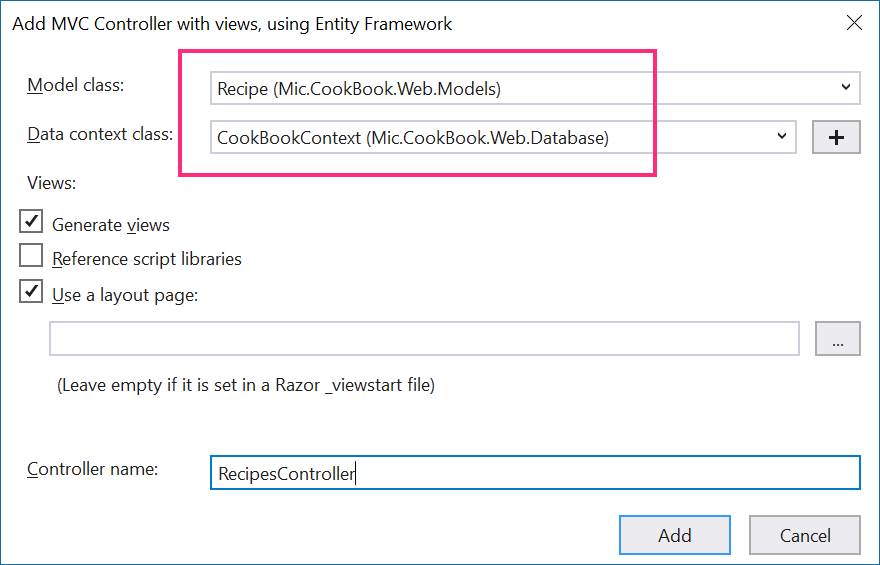 Add MVC Controller with views, using Entity Framework
Model class:
Recipe (Mic.CookBook.Web.Models)
Data context class:
CookBookContext (Mic.CookBook.Web.Database)
+
Views:
Generate views
Reference script libraries
Use a layout page:
...
(Leave empty if it is set in a Razor _viewstart file)
Controller name:
RecipesController
Add
Cancel